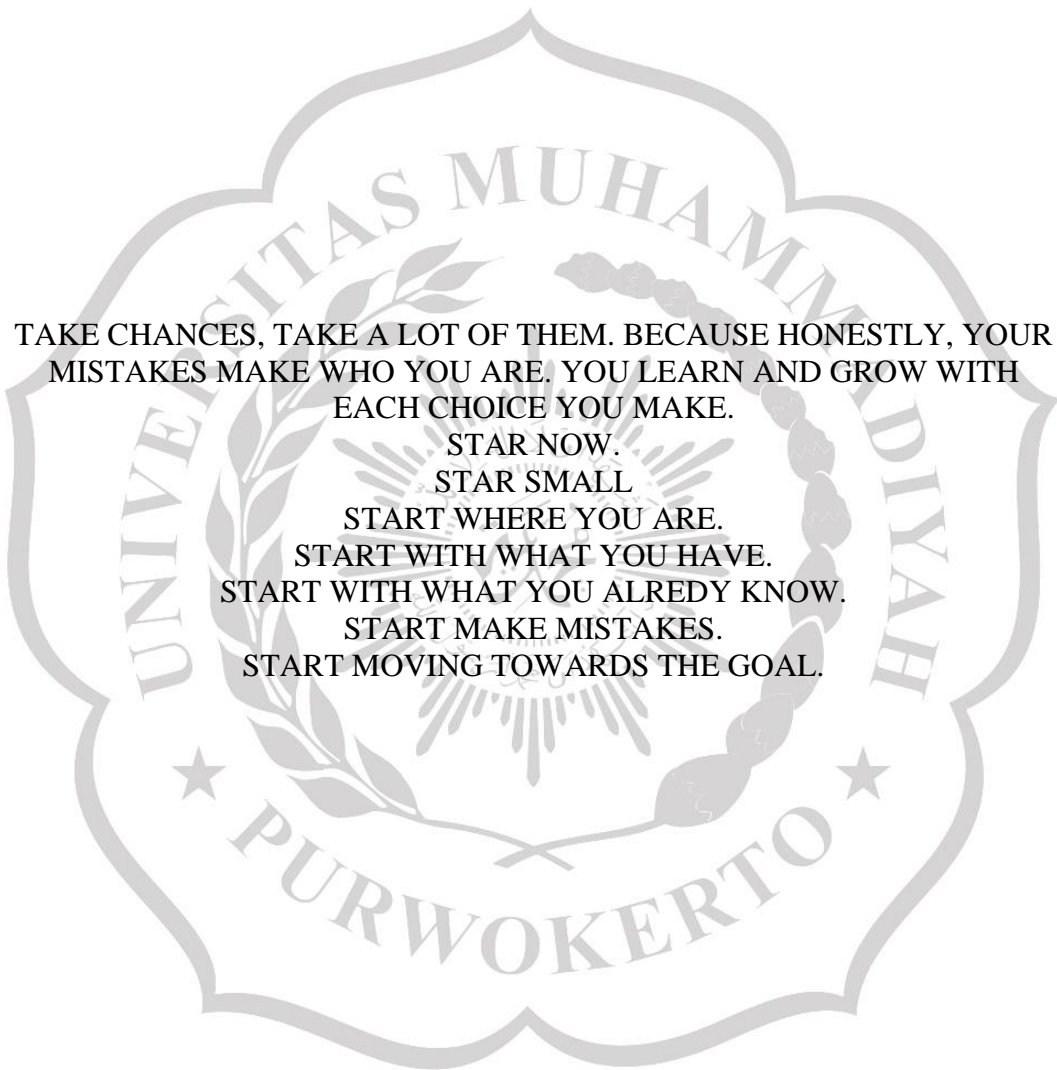 UNIVERSITAS MUHAMMADIYAH
TAKE CHANCES, TAKE A LOT OF THEM. BECAUSE HONESTLY, YOUR
MISTAKES MAKE WHO YOU ARE. YOU LEARN AND GROW WITH
EACH CHOICE YOU MAKE.
STAR NOW.
STAR SMALL
START WHERE YOU ARE.
START WITH WHAT YOU HAVE.
START WITH WHAT YOU ALREDY KNOW.
START MAKE MISTAKES.
START MOVING TOWARDS THE GOAL.
PURWOKERTO